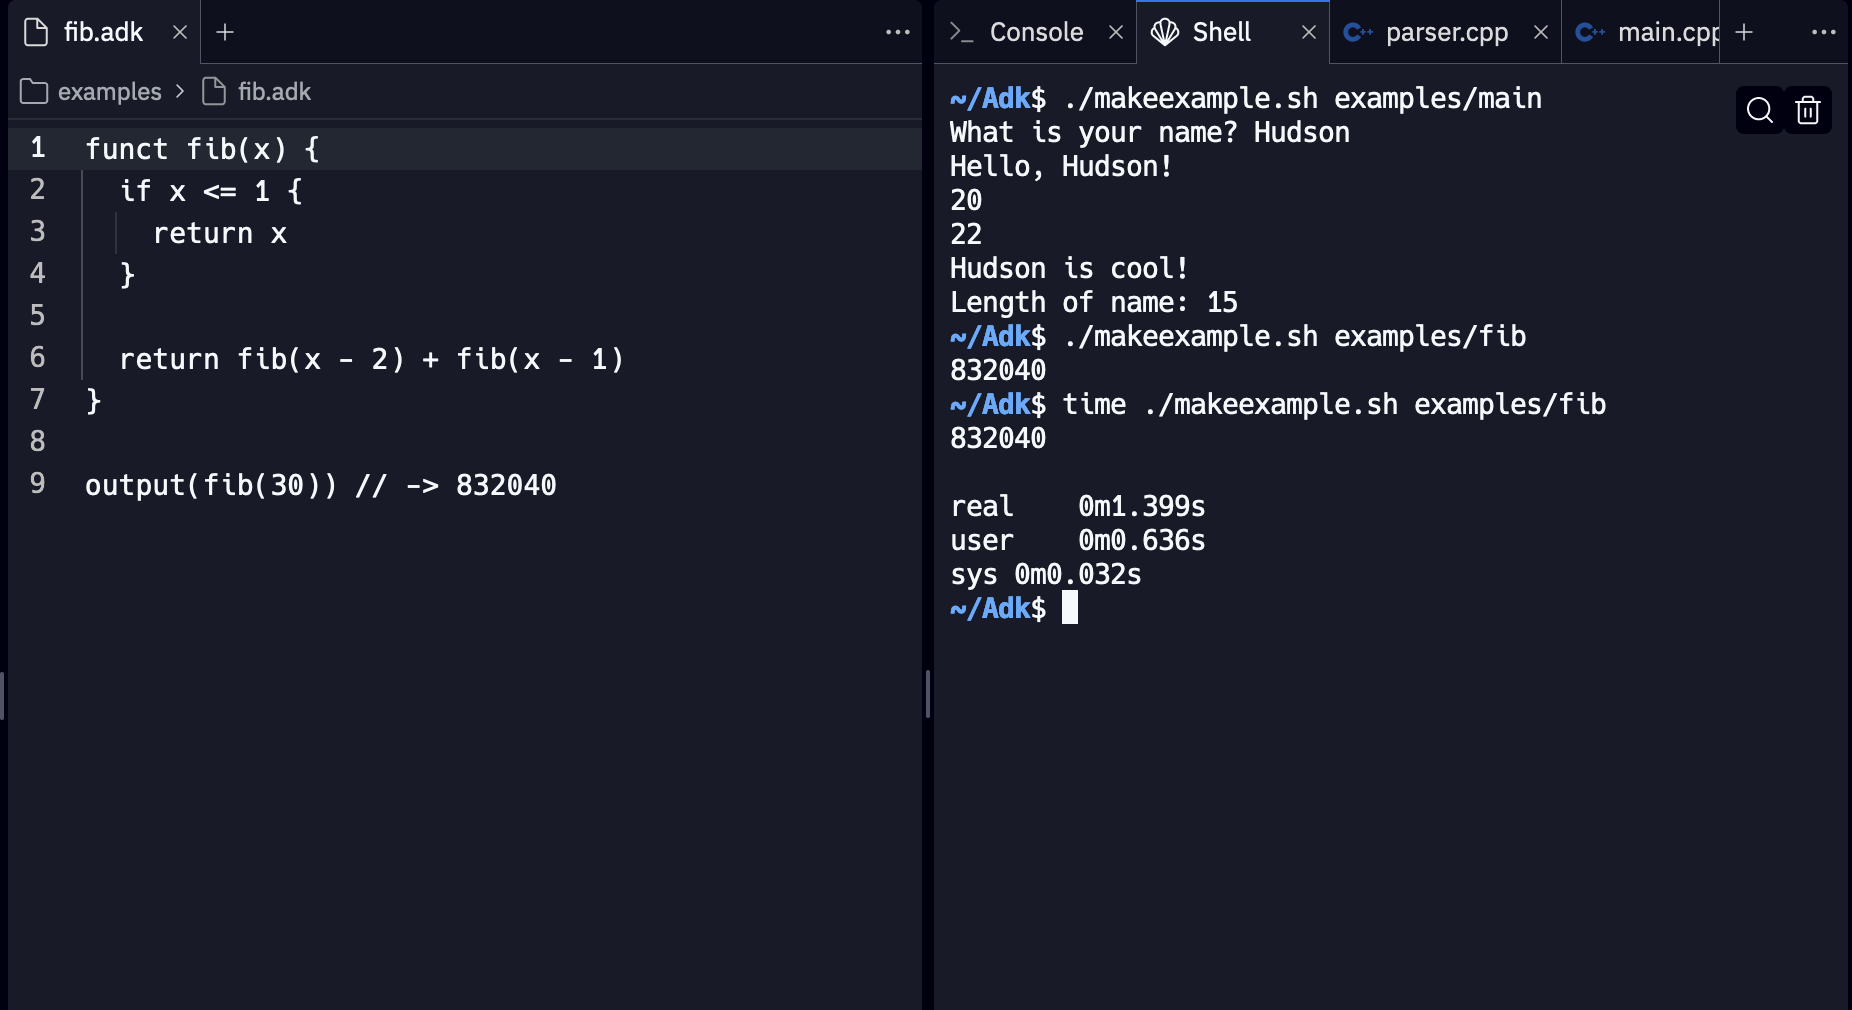 fib.adk
examples > fib.adk
1 funct fib(x) {
2   if x <= 1 {
3     return x
4   }
5
6   return fib(x - 2) + fib(x - 1)
7 }
8
9 output(fib(30)) // -> 832040
Console Shell parser.cpp main.cpp
~/Adk$ ./makeexample.sh examples/main
What is your name? Hudson
Hello, Hudson!
20
22
Hudson is cool!
Length of name: 15
~/Adk$ ./makeexample.sh examples/fib
832040
~/Adk$ time ./makeexample.sh examples/fib
832040
real    0m1.399s
user    0m0.636s
sys 0m0.032s
~/Adk$